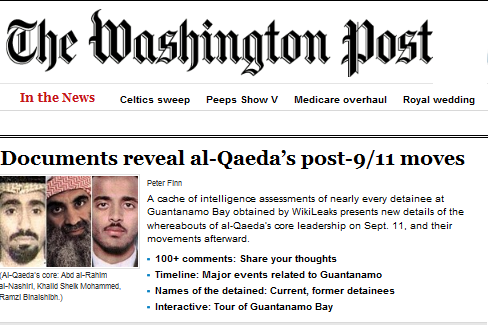 The Washington Post
In the News
Celtics sweep Peeps Show V Medicare overhaul Royal wedding
Documents reveal al-Qaeda's post-9/11 moves
Peter Finn
A cache of intelligence assessments of nearly every detainee at
Guantanamo Bay obtained by WikiLeaks presents new details of the
whereabouts of al-Qaeda's core leadership on Sept. 11, and their
movements afterward.
(Al-Qaeda's core: Abd al-Rahim
al-Nashiri, Khalid Sheik Mohammed,
Ramzi Binalshibh.)
• 100+ comments: Share your thoughts
• Timeline: Major events related to Guantanamo
• Names of the detained: Current, former detainees
• Interactive: Tour of Guantanamo Bay